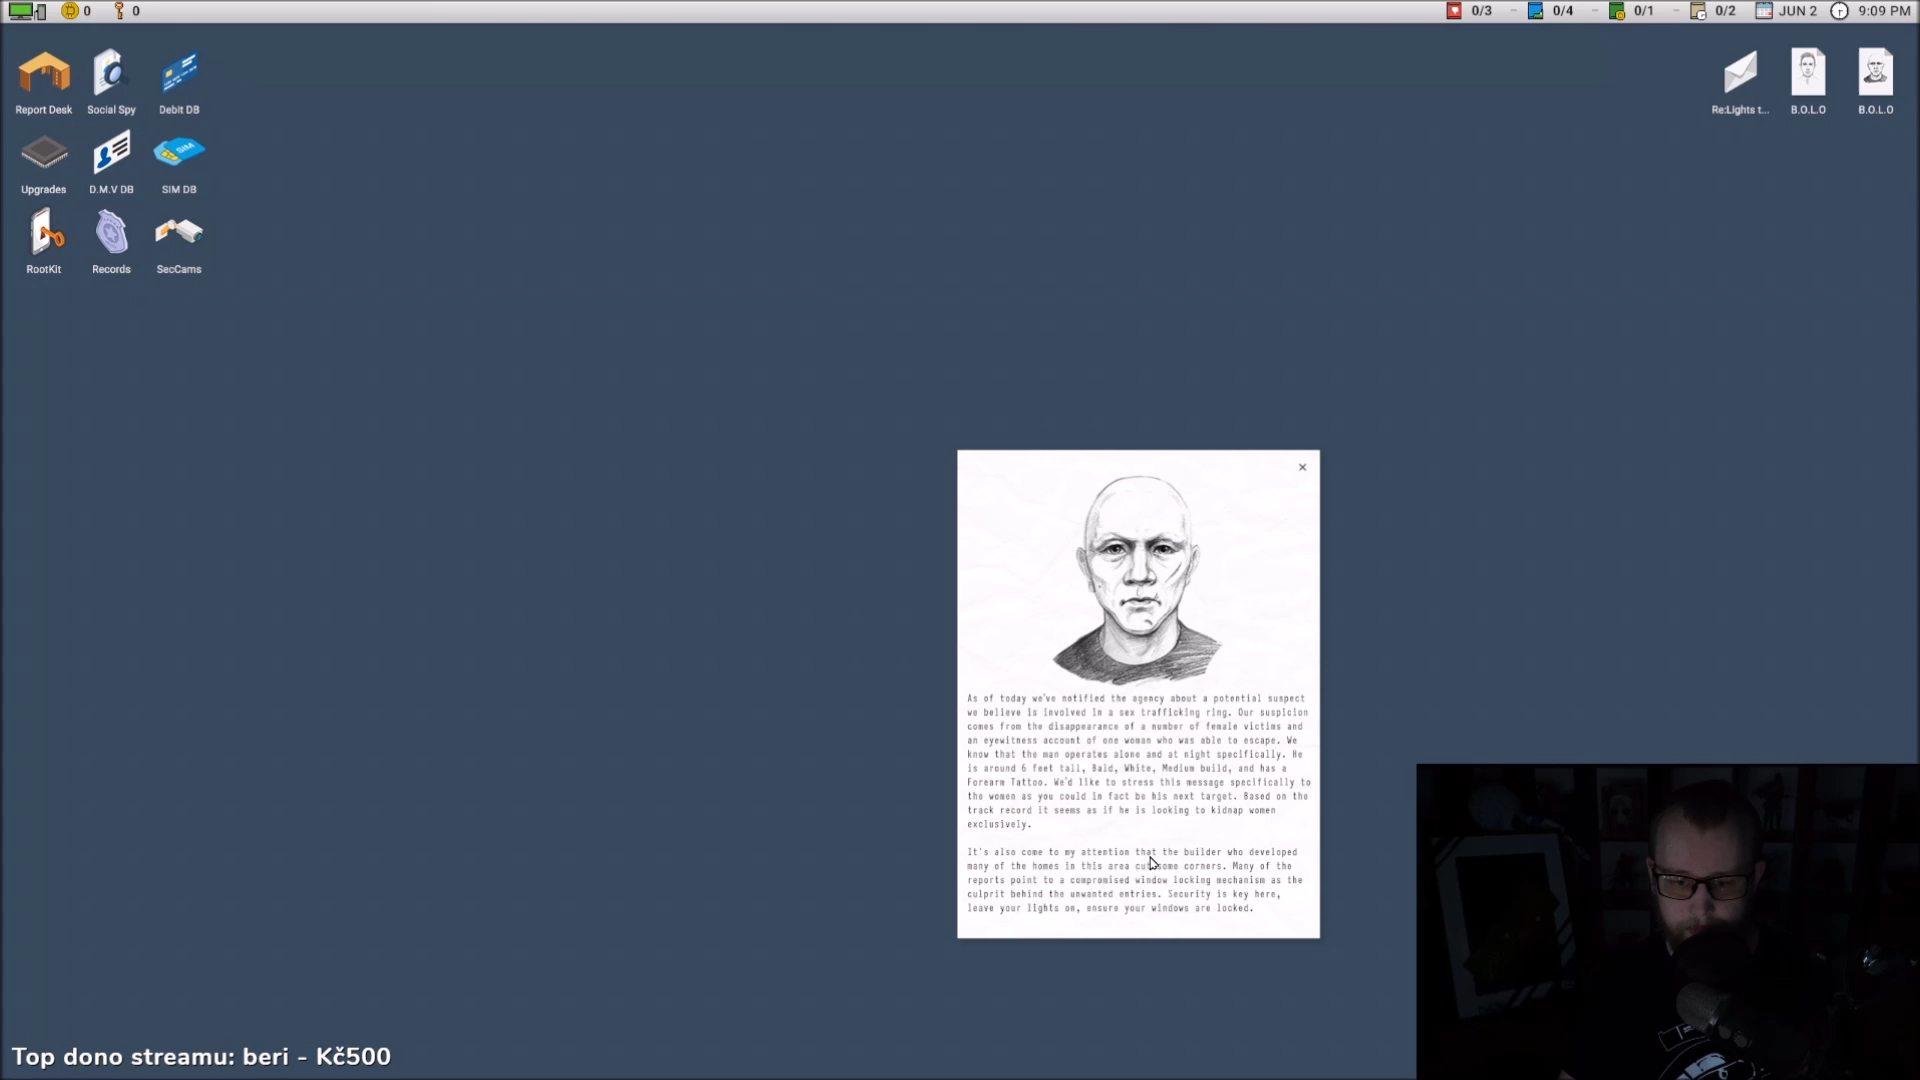 0 0 0/3 - 0/4 - 0/1 - 0/2 JUN 2 9:09 PM
Report Desk Social Spy Debit DB
Re:Lights t... B.O.L.O B.O.L.O
Upgrades D.M.V DB SIM DB
RootKit Records SecCams
×
As of today we've notified the agency about a potential suspect
we believe is involved in a sex trafficking ring. Our suspicion
comes from the disappearance of a number of female victims and
an eyewitness account of one woman who was able to escape. We
know that the man operates alone and at night specifically. He
is around 6 feet tall, Bald, White, Medium build, and has a
Forearm Tattoo. We'd like to stress this message specifically to
the women as you could in fact be his next target. Based on the
track record it seems as if he is looking to kidnap women
exclusively.
It's also come to my attention that the builder who developed
many of the homes in this area cut some corners. Many of the
reports point to a compromised window locking mechanism as the
culprit behind the unwanted entries. Security is key here,
leave your lights on, ensure your windows are locked.
Top dono streamu: beri - Kč500